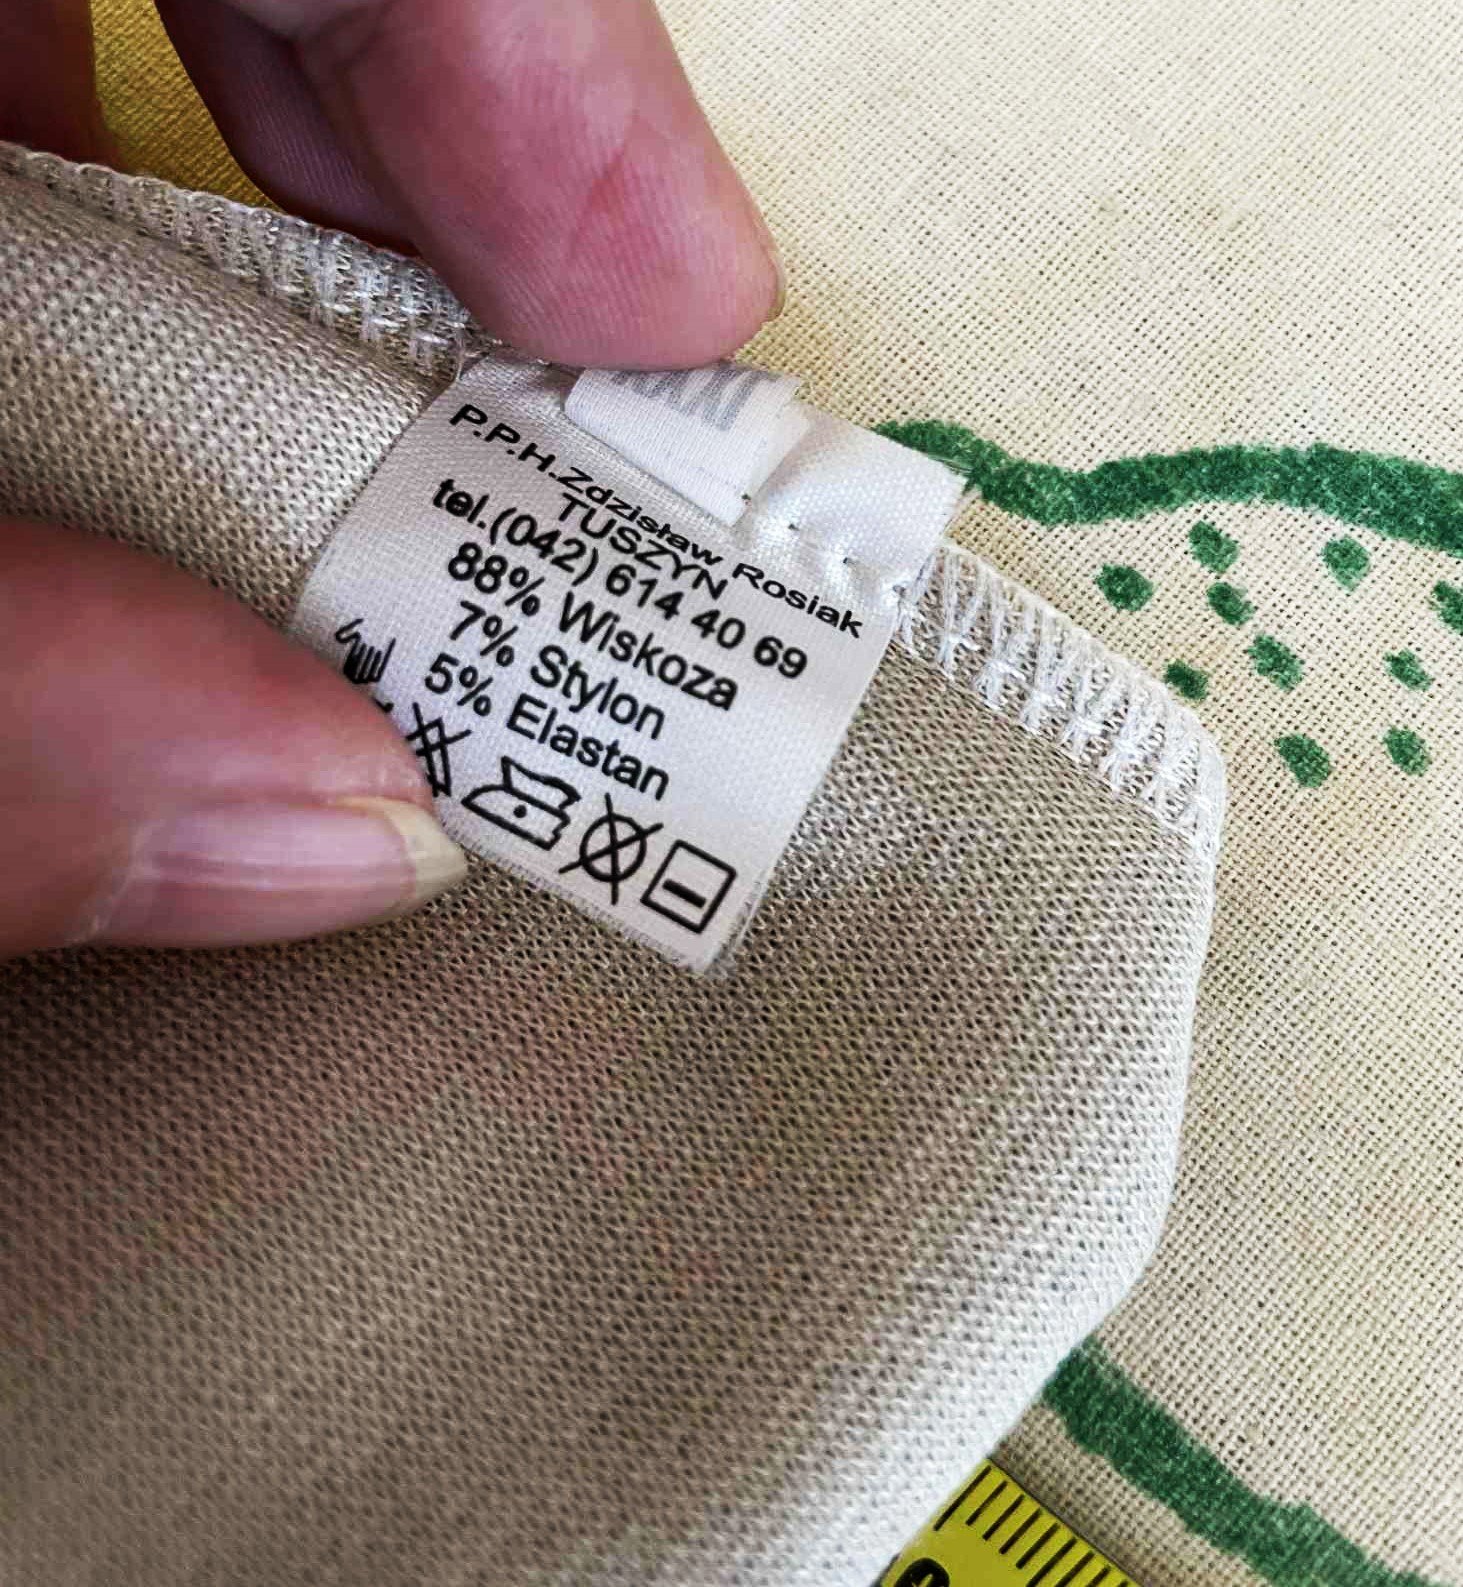 P.P.H.Zdzisław Rosiak
TUSZYN
tel.(042) 614 40 69
88% Wiskoza
7% Stylon
5% Elastan